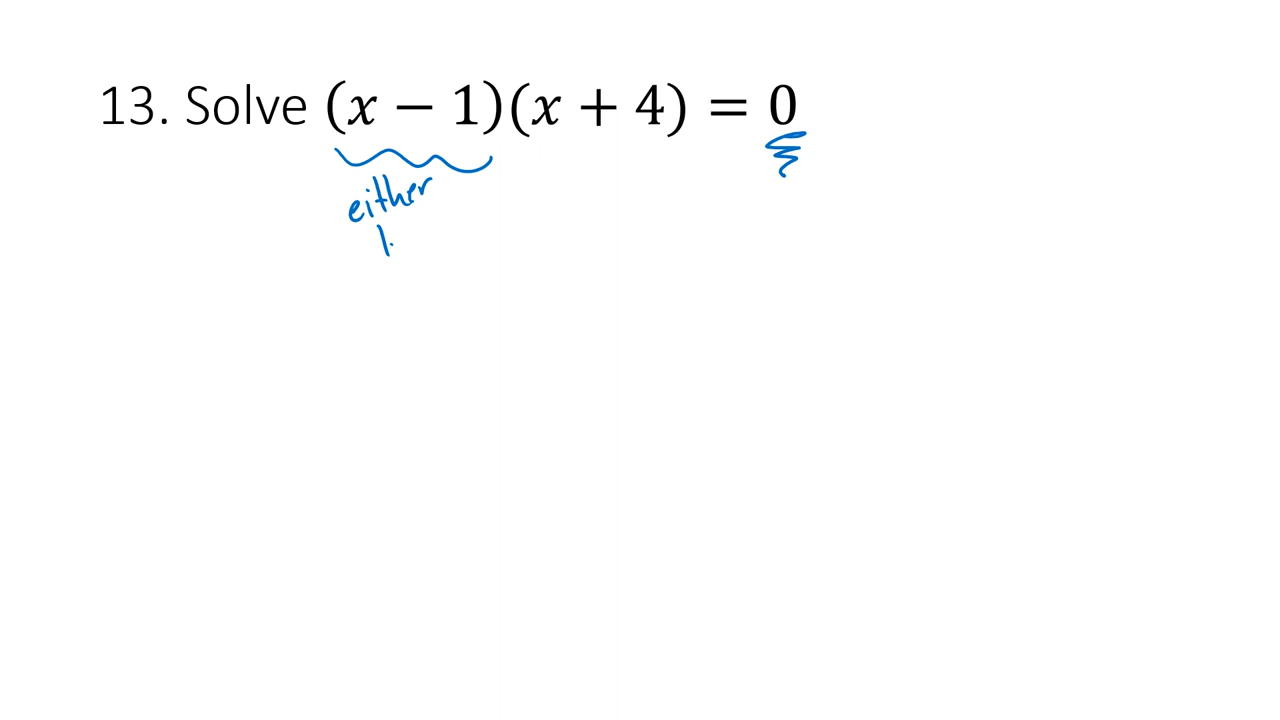 13. Solve (x − 1)(x + 4) = 0
either